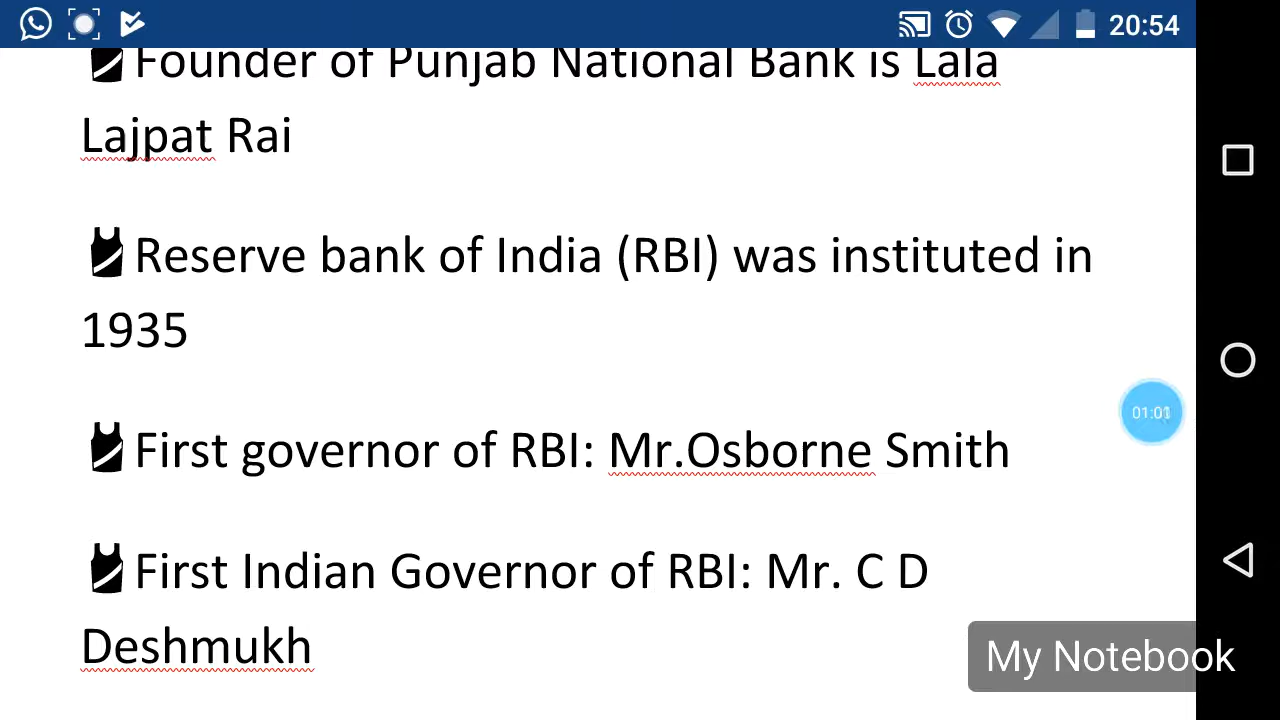 20:54
Founder of Punjab National Bank is Lala
Lajpat Rai
Reserve bank of India (RBI) was instituted in
1935
01:01
First governor of RBI: Mr.Osborne Smith
First Indian Governor of RBI: Mr. C D
Deshmukh
My Notebook